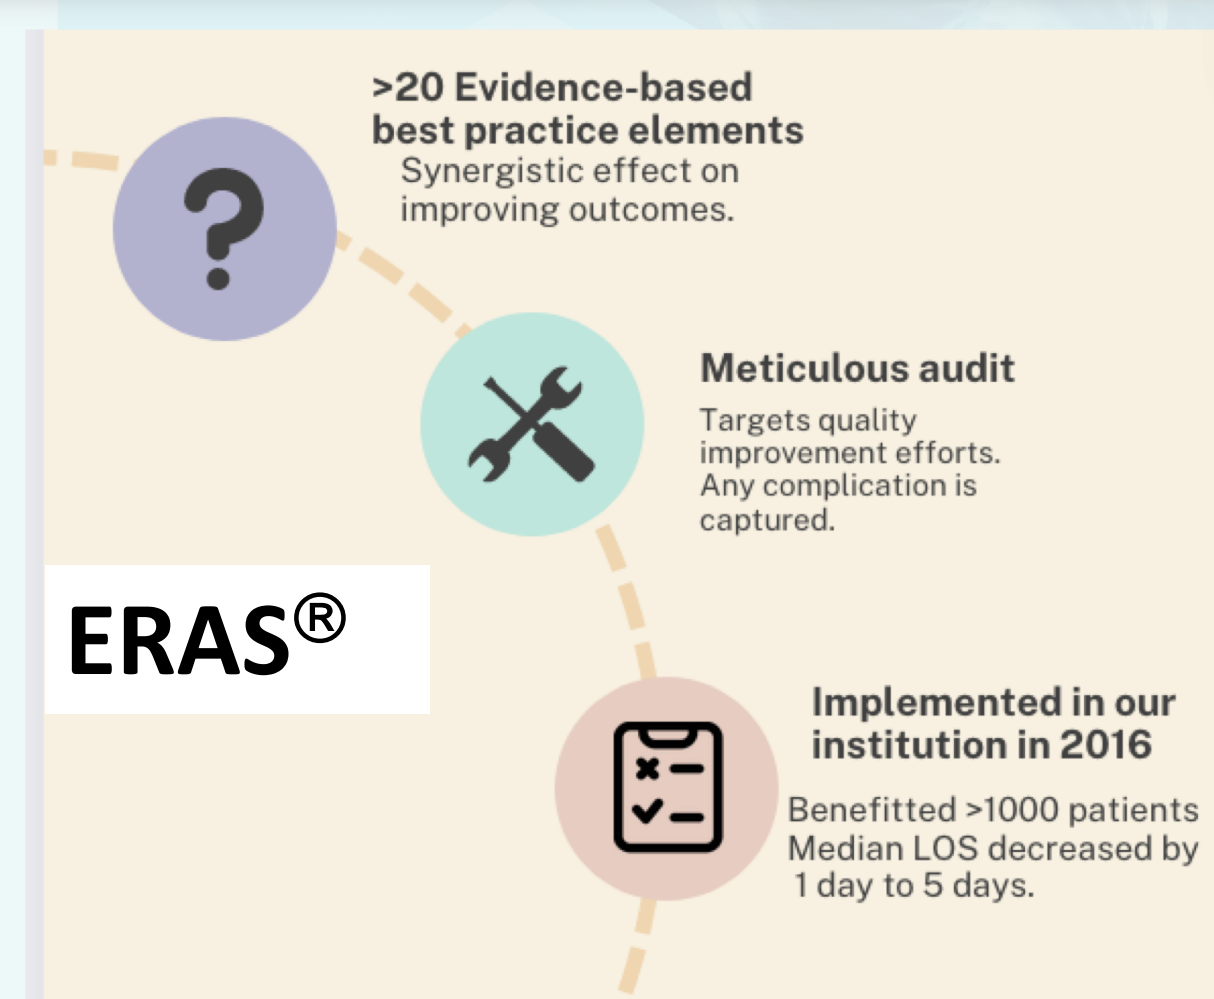 >20 Evidence-based
best practice elements
Synergistic effect on
improving outcomes.
Meticulous audit
Targets quality
improvement efforts.
Any complication is
captured.
ERAS®
Implemented in our
institution in 2016
Benefitted >1000 patients
Median LOS decreased by
1 day to 5 days.